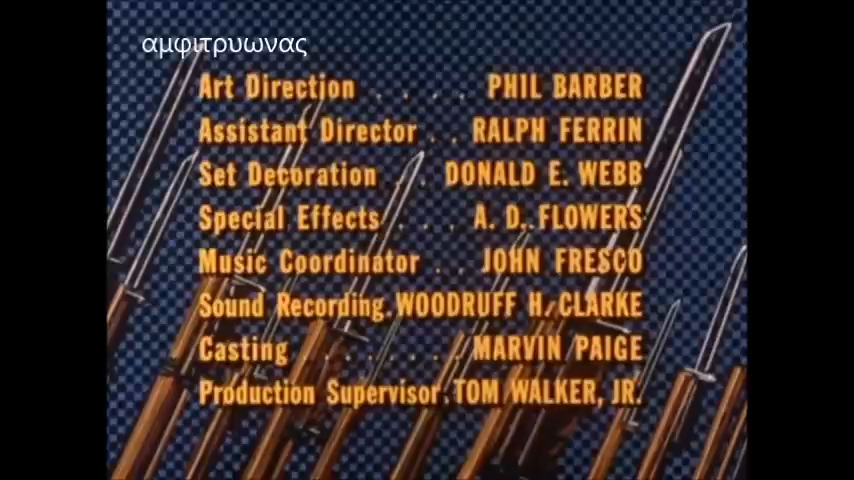 αμφιτρυωνας
Art Direction . . . . PHIL BARBER
Assistant Director . . RALPH FERRIN
Set Decoration . . DONALD E. WEBB
Special Effects . . . A. D. FLOWERS
Music Coordinator . . JOHN FRESCO
Sound Recording. WOODRUFF H. CLARKE
Casting . . . . . . . MARVIN PAIGE
Production Supervisor. TOM WALKER, JR.